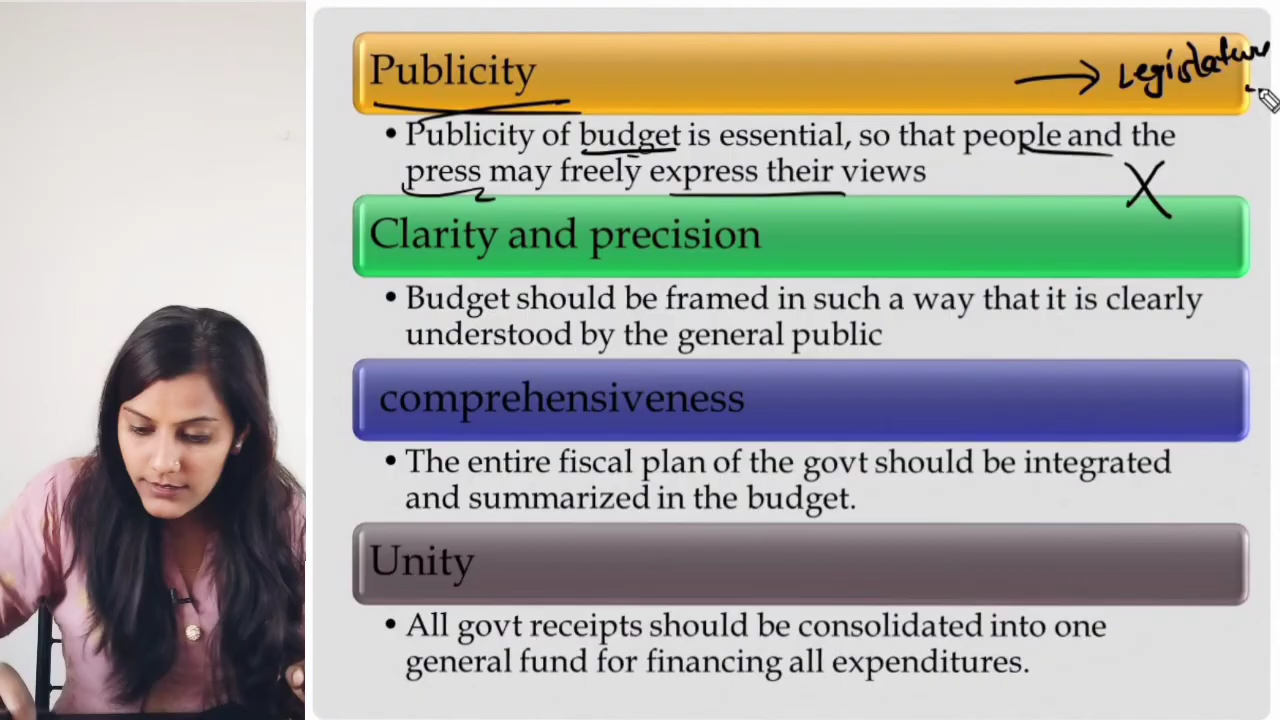 Publicity → Legislature
• Publicity of budget is essential, so that people and the
press may freely express their views
X
Clarity and precision
• Budget should be framed in such a way that it is clearly
understood by the general public
comprehensiveness
• The entire fiscal plan of the govt should be integrated
and summarized in the budget.
Unity
• All govt receipts should be consolidated into one
general fund for financing all expenditures.